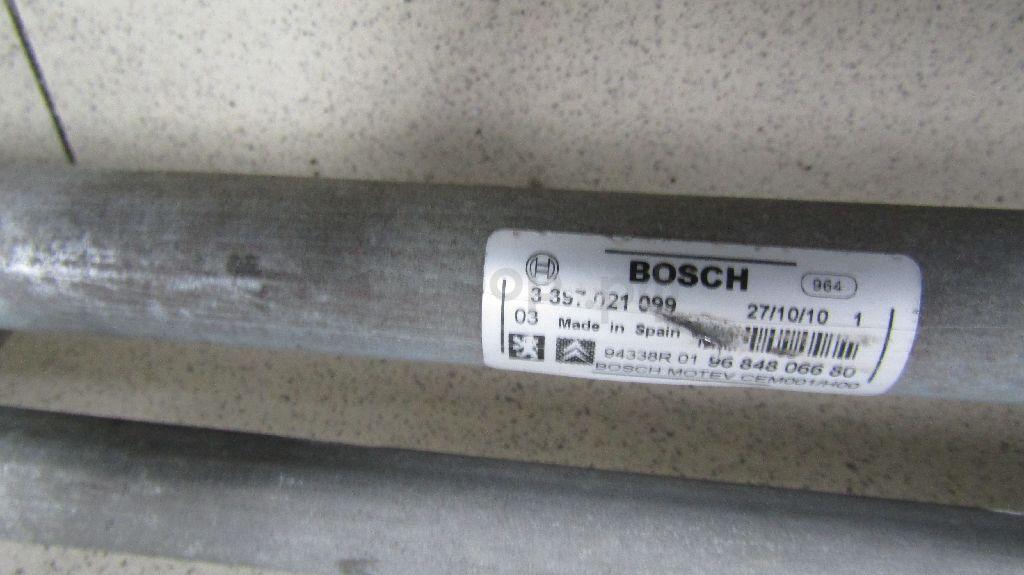 BOSCH 964
3 397 021 099 27/10/10 1
03 Made in Spain
94338R 01 96 848 066 80
BOSCH MOTEV CEM001/H00